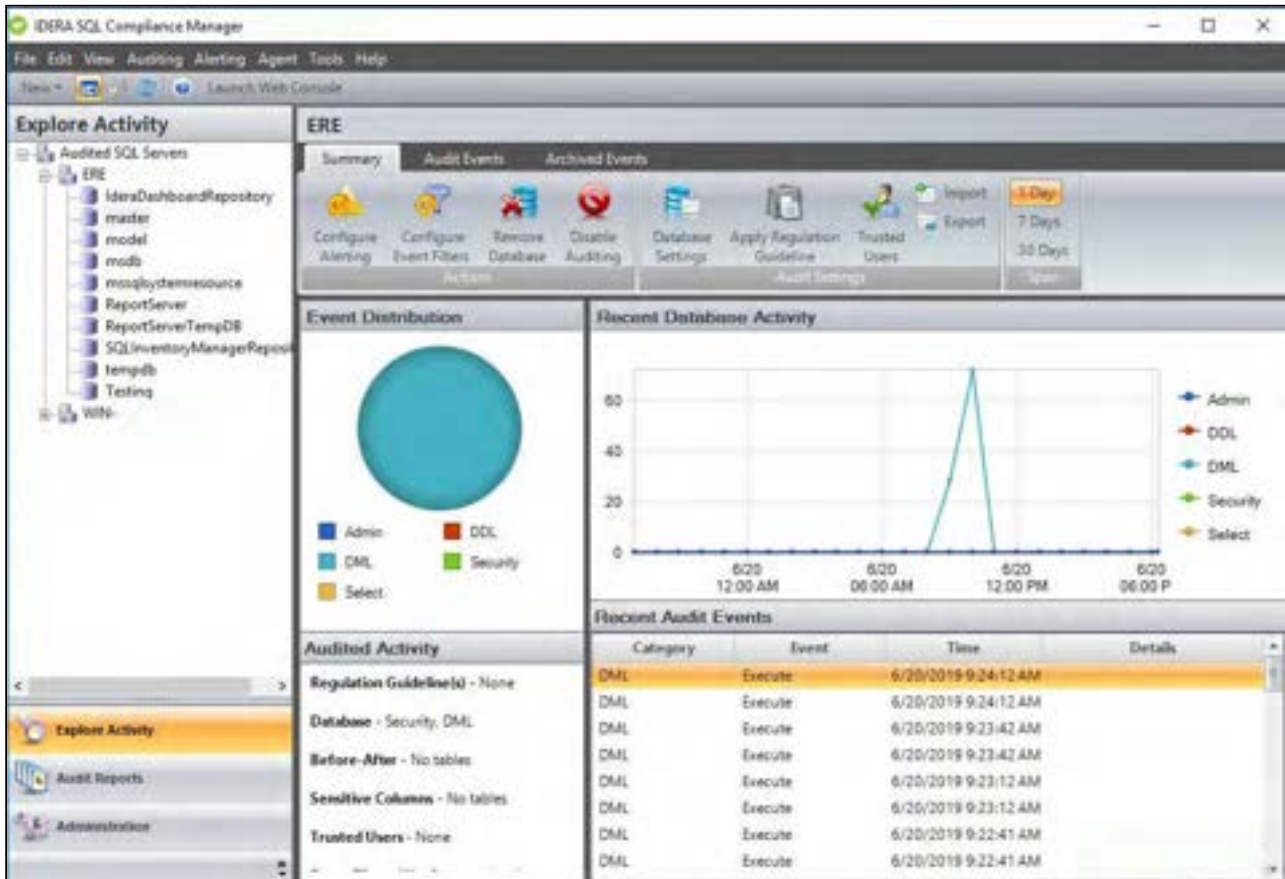 IDERA SQL Compliance Manager
File Edit View Auditing Alerting Agent Tools Help
New Launch Web Console
Explore Activity
Audited SQL Servers
ERE
IderaDashboardRepository
master
model
msdb
mssqlsystemresource
ReportServer
ReportServerTempDB
SQLInventoryManagerReposit
tempdb
Testing
WIN-
Explore Activity
Audit Reports
Administration
ERE
Summary Audit Events Archived Events
Configure Alerting
Configure Event Filters
Remove Database
Disable Auditing
Actions
Database Settings
Apply Regulation Guideline
Trusted Users
Import
Export
Audit Settings
1 Day
7 Days
30 Days
Span
Event Distribution
Admin DDL
DML Security
Select
Recent Database Activity
60
40
20
0
6/20 12:00 AM
6/20 06:00 AM
6/20 12:00 PM
6/20 06:00 P
Admin
DDL
DML
Security
Select
Audited Activity
Regulation Guideline(s) - None
Database - Security, DML
Before-After - No tables
Sensitive Columns - No tables
Trusted Users - None
Recent Audit Events
Category Event Time Details
DML Execute 6/20/2019 9:24:12 AM
DML Execute 6/20/2019 9:24:12 AM
DML Execute 6/20/2019 9:23:42 AM
DML Execute 6/20/2019 9:23:42 AM
DML Execute 6/20/2019 9:23:12 AM
DML Execute 6/20/2019 9:23:12 AM
DML Execute 6/20/2019 9:22:41 AM
DML Execute 6/20/2019 9:22:41 AM